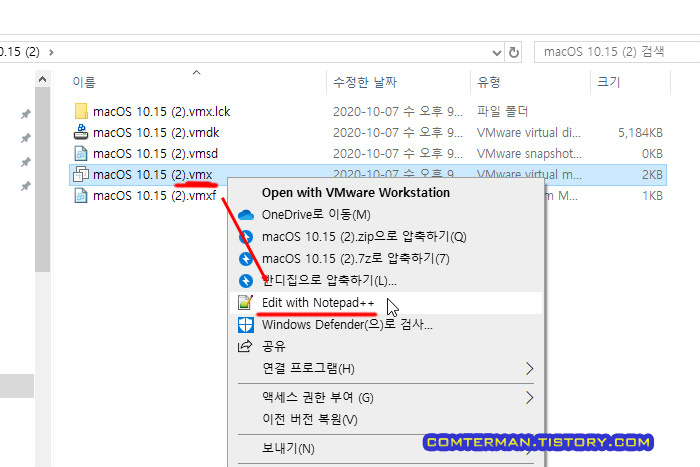 0.15 (2)
macOS 10.15 (2) 검색
이름 수정한 날짜 유형 크기
macOS 10.15 (2).vmx.lck 2020-10-07 수 오후 9... 파일 폴더
macOS 10.15 (2).vmdk 2020-10-07 수 오후 9... VMware virtual di... 5,184KB
macOS 10.15 (2).vmsd 2020-10-07 수 오후 9... VMware snapshot... 0KB
macOS 10.15 (2).vmx 2020-10-07 수 오후 9... VMware virtual m... 2KB
macOS 10.15 (2).vmxf M... 1KB
Open with VMware Workstation
OneDrive로 이동(M)
macOS 10.15 (2).zip으로 압축하기(Q)
macOS 10.15 (2).7z로 압축하기(7)
반디집으로 압축하기(L)...
Edit with Notepad++
Windows Defender(으)로 검사...
공유
연결 프로그램(H)
액세스 권한 부여 (G)
이전 버전 복원(V)
보내기(N)
COMTERMAN.TISTORY.COM